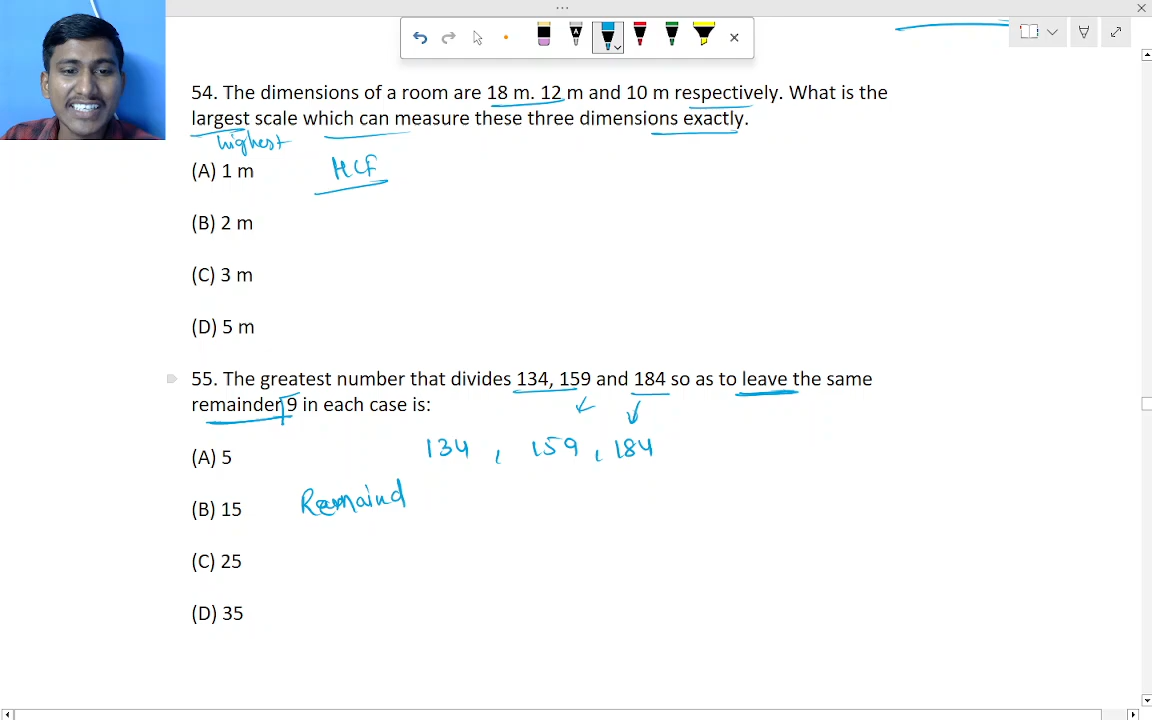 54. The dimensions of a room are 18 m. 12 m and 10 m respectively. What is the
largest scale which can measure these three dimensions exactly.
highest
(A) 1 m
HCF
(B) 2 m
(C) 3 m
(D) 5 m
55. The greatest number that divides 134, 159 and 184 so as to leave the same
remainder 9 in each case is:
134 , 159 , 184
(A) 5
Remaind
(B) 15
(C) 25
(D) 35